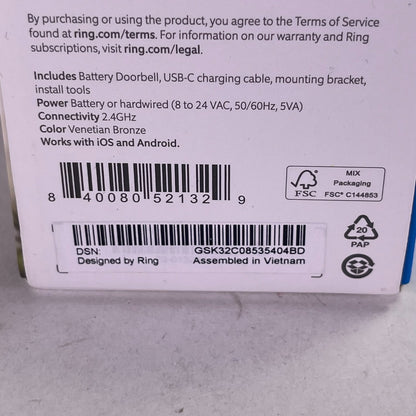 By purchasing or using the product, you agree to the Terms of Service
found at ring.com/terms. For information on our warranty and Ring
subscriptions, visit ring.com/legal.
Includes Battery Doorbell, USB-C charging cable, mounting bracket,
install tools
Power Battery or hardwired (8 to 24 VAC, 50/60Hz, 5VA)
Connectivity 2.4GHz
Color Venetian Bronze
Works with iOS and Android.
8 40080 52132 9
FSC
MIX
Packaging
FSC® C144853
20
PAP
DSN: GSK32C08535404BD
Designed by Ring Assembled in Vietnam